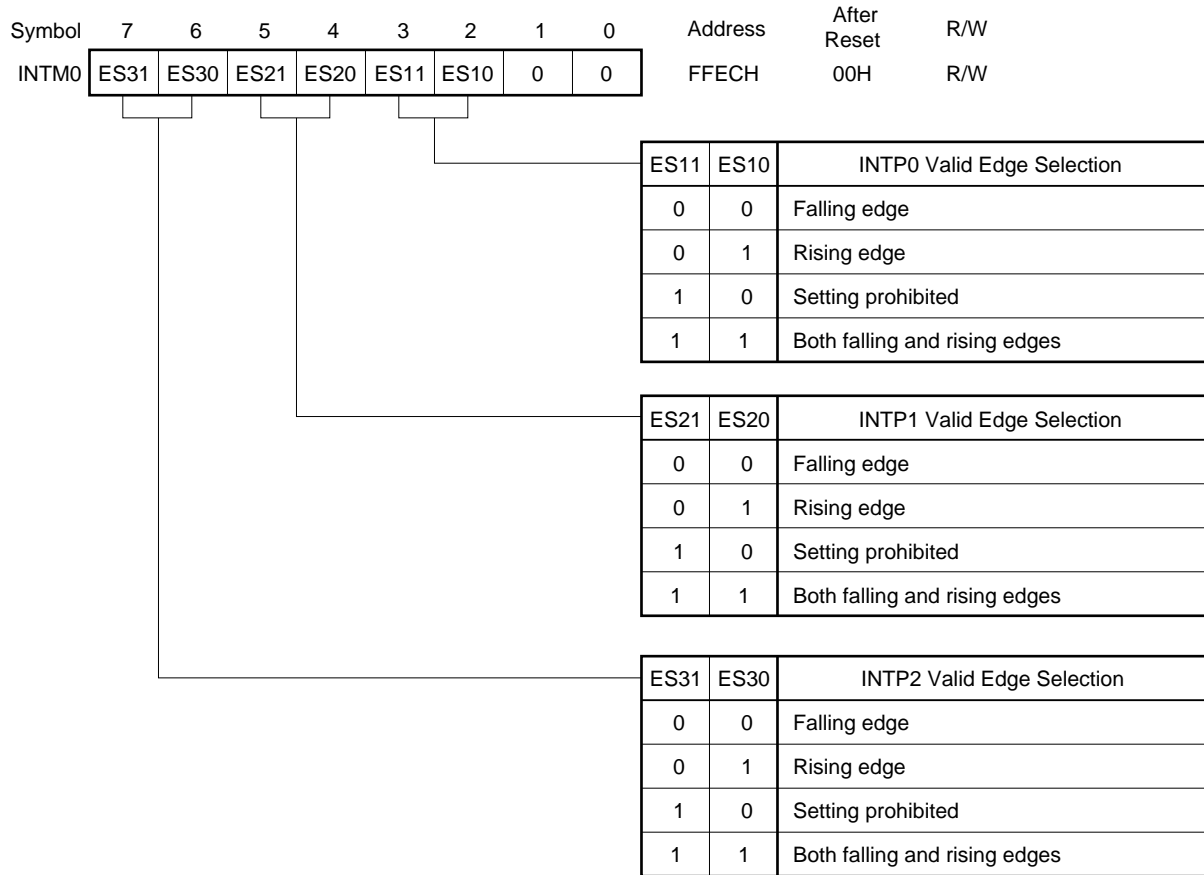 Symbol 7 6 5 4 3 2 1 0 Address After Reset R/W
INTM0 ES31 ES30 ES21 ES20 ES11 ES10 0 0 FFECH 00H R/W
ES11 ES10 INTP0 Valid Edge Selection
0 0 Falling edge
0 1 Rising edge
1 0 Setting prohibited
1 1 Both falling and rising edges
ES21 ES20 INTP1 Valid Edge Selection
0 0 Falling edge
0 1 Rising edge
1 0 Setting prohibited
1 1 Both falling and rising edges
ES31 ES30 INTP2 Valid Edge Selection
0 0 Falling edge
0 1 Rising edge
1 0 Setting prohibited
1 1 Both falling and rising edges